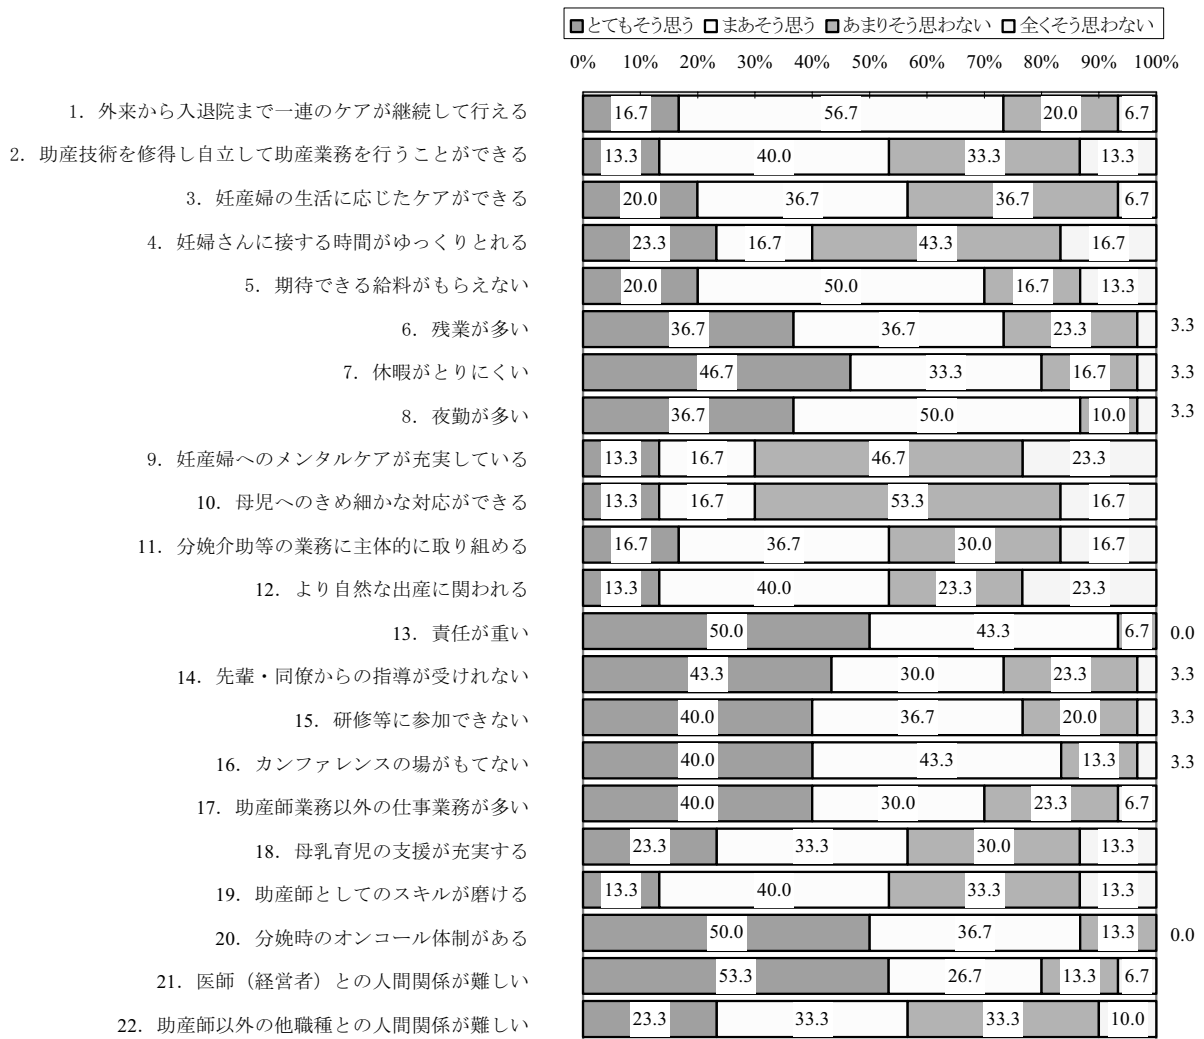 とてもそう思う まあそう思う あまりそう思わない 全くそう思わない
0% 10% 20% 30% 40% 50% 60% 70% 80% 90% 100%
1. 外来から入退院まで一連のケアが継続して行える 16.7 56.7 20.0 6.7
2. 助産技術を修得し自立して助産業務を行うことができる 13.3 40.0 33.3 13.3
3. 妊産婦の生活に応じたケアができる 20.0 36.7 36.7 6.7
4. 妊婦さんに接する時間がゆっくりとれる 23.3 16.7 43.3 16.7
5. 期待できる給料がもらえない 20.0 50.0 16.7 13.3
6. 残業が多い 36.7 36.7 23.3 3.3
7. 休暇がとりにくい 46.7 33.3 16.7 3.3
8. 夜勤が多い 36.7 50.0 10.0 3.3
9. 妊産婦へのメンタルケアが充実している 13.3 16.7 46.7 23.3
10. 母児へのきめ細かな対応ができる 13.3 16.7 53.3 16.7
11. 分娩介助等の業務に主体的に取り組める 16.7 36.7 30.0 16.7
12. より自然な出産に関われる 13.3 40.0 23.3 23.3
13. 責任が重い 50.0 43.3 6.7 0.0
14. 先輩・同僚からの指導が受けれない 43.3 30.0 23.3 3.3
15. 研修等に参加できない 40.0 36.7 20.0 3.3
16. カンファレンスの場がもてない 40.0 43.3 13.3 3.3
17. 助産師業務以外の仕事業務が多い 40.0 30.0 23.3 6.7
18. 母乳育児の支援が充実する 23.3 33.3 30.0 13.3
19. 助産師としてのスキルが磨ける 13.3 40.0 33.3 13.3
20. 分娩時のオンコール体制がある 50.0 36.7 13.3 0.0
21. 医師（経営者）との人間関係が難しい 53.3 26.7 13.3 6.7
22. 助産師以外の他職種との人間関係が難しい 23.3 33.3 33.3 10.0